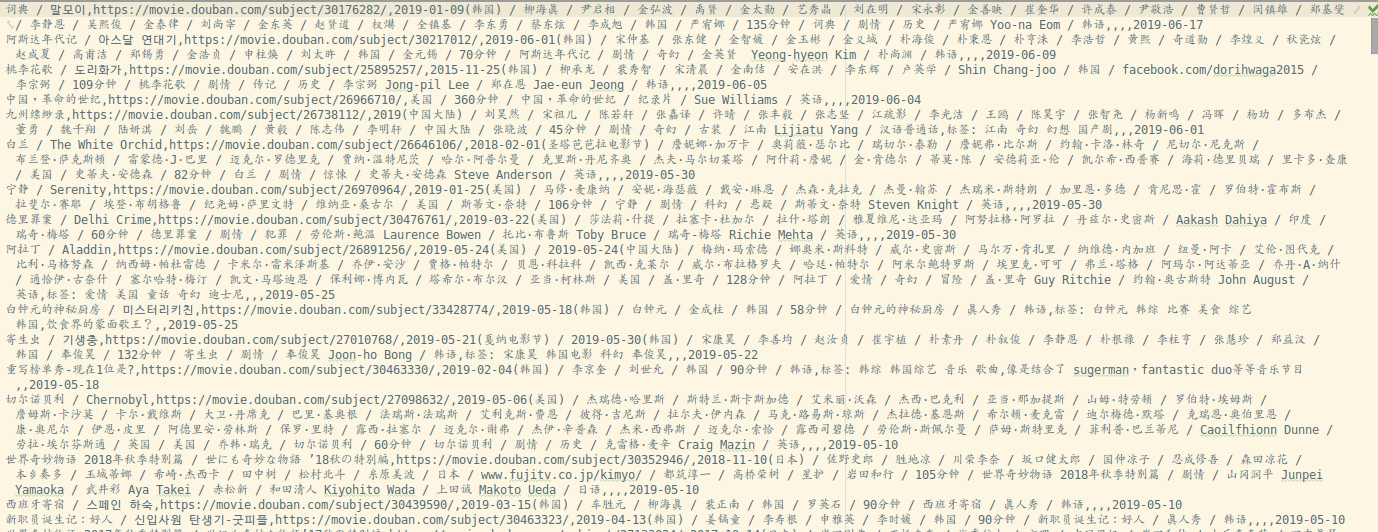 词典 / 말모이,https://movie.douban.com/subject/30176282/,2019-01-09(韩国) / 柳海真 / 尹启相 / 金弘波 / 禹贤 / 金太勋 / 艺秀晶 / 刘在明 / 宋永彰 / 金善映 / 崔奎华 / 许成泰 / 尹敬浩 / 曹贤哲 / 闵镇雄 / 郑基燮
/ 李静恩 / 吴熙俊 / 金泰律 / 刘尚宰 / 金东英 / 赵贤道 / 权爀 / 全镇基 / 李东勇 / 蔡东炫 / 李成旭 / 韩国 / 严宥娜 / 135分钟 / 词典 / 剧情 / 历史 / 严宥娜 Yoo-na Eom / 韩语,,,,2019-06-17
阿斯达年代记 / 아스달 연대기,https://movie.douban.com/subject/30217012/,2019-06-01(韩国) / 宋仲基 / 张东健 / 金智媛 / 金玉彬 / 金义城 / 朴海俊 / 朴秉恩 / 朴亨洙 / 李浩哲 / 黄熙 / 奇道勋 / 李煌义 / 秋瓷炫 /
赵成夏 / 高甫洁 / 郑锡勇 / 金浩贞 / 申柱焕 / 刘太旿 / 韩国 / 金元锡 / 70分钟 / 阿斯达年代记 / 剧情 / 奇幻 / 金英贤 Yeong-hyeon Kim / 朴尚渊 / 韩语,,,,2019-06-09
桃李花歌 / 도리화가,https://movie.douban.com/subject/25895257/,2015-11-25(韩国) / 柳承龙 / 裴秀智 / 宋清晨 / 金南佶 / 安在洪 / 李东辉 / 卢英学 / Shin Chang-joo / 韩国 / facebook.com/dorihwaga2015 /
李宗弼 / 109分钟 / 桃李花歌 / 剧情 / 传记 / 历史 / 李宗弼 Jong-pil Lee / 郑在恩 Jae-eun Jeong / 韩语,,,,2019-06-05
中国,革命的世纪,https://movie.douban.com/subject/26966710/,美国 / 360分钟 / 中国,革命的世纪 / 纪录片 / Sue Williams / 英语,,,,2019-06-04
九州缥缈录,https://movie.douban.com/subject/26738112/,2019(中国大陆) / 刘昊然 / 宋祖儿 / 陈若轩 / 张嘉译 / 许晴 / 张丰毅 / 张志坚 / 江疏影 / 李光洁 / 王鸥 / 陈昊宇 / 张智尧 / 杨新鸣 / 冯晖 / 杨玏 / 多布杰 /
董勇 / 魏千翔 / 陆妍淇 / 刘岳 / 魏鹏 / 黄毅 / 陈志伟 / 李明轩 / 中国大陆 / 张晓波 / 45分钟 / 剧情 / 奇幻 / 古装 / 江南 Lijiatu Yang / 汉语普通话,标签: 江南 奇幻 幻想 国产剧,,,2019-06-01
白兰 / The White Orchid,https://movie.douban.com/subject/26646106/,2018-02-01(圣塔芭芭拉电影节) / 詹妮娜·加万卡 / 奥莉薇·瑟尔比 / 瑞切尔·泰勒 / 詹妮弗·比尔斯 / 约翰·卡洛·林奇 / 尼切尔·尼克斯 /
布兰登·萨克斯顿 / 雷蒙德·J·巴里 / 迈克尔·罗德里克 / 贾纳·温特尼茨 / 哈尔·阿普尔曼 / 克里斯·丹尼齐奥 / 杰夫·马尔切莱塔 / 阿什莉·詹妮 / 金·肯德尔 / 蒂莫·陈 / 安德莉亚·伦 / 凯尔希·西普赛 / 海莉·德里贝瑞 / 里卡多·查康
/ 美国 / 史蒂夫·安德森 / 82分钟 / 白兰 / 剧情 / 惊悚 / 史蒂夫·安德森 Steve Anderson / 英语,,,,2019-05-30
宁静 / Serenity,https://movie.douban.com/subject/26970964/,2019-01-25(美国) / 马修·麦康纳 / 安妮·海瑟薇 / 戴安·琳恩 / 杰森·克拉克 / 杰曼·翰苏 / 杰瑞米·斯特朗 / 加里恩·多德 / 肯尼思·霍 / 罗伯特·霍布斯 /
拉斐尔·赛耶 / 埃登·布胡格鲁 / 纪尧姆·萨里文特 / 维纳亚·桑古尔 / 美国 / 斯蒂文·奈特 / 106分钟 / 宁静 / 剧情 / 科幻 / 悬疑 / 斯蒂文·奈特 Steven Knight / 英语,,,,2019-05-30
德里罪案 / Delhi Crime,https://movie.douban.com/subject/30476761/,2019-03-22(美国) / 莎法莉·什提 / 拉塞卡·杜加尔 / 拉什·塔朗 / 雅夏维尼·达亚玛 / 阿努拉格·阿罗拉 / 丹兹尔·史密斯 / Aakash Dahiya / 印度 /
瑞奇·梅塔 / 60分钟 / 德里罪案 / 剧情 / 犯罪 / 劳伦斯·鲍温 Laurence Bowen / 托比·布鲁斯 Toby Bruce / 瑞奇-梅塔 Richie Mehta / 英语,,,,2019-05-30
阿拉丁 / Aladdin,https://movie.douban.com/subject/26891256/,2019-05-24(美国) / 2019-05-24(中国大陆) / 梅纳·玛索德 / 娜奥米·斯科特 / 威尔·史密斯 / 马尔万·肯扎里 / 纳维德·内加班 / 纽曼·阿卡 / 艾伦·图代克 /
比利·马格努森 / 纳西姆·帕杜雷德 / 卡米尔·雷米泽斯基 / 乔伊·安沙 / 贾格·帕特尔 / 贝恩·科拉科 / 凯西·克莱尔 / 威尔·布拉格罗夫 / 哈廷·帕特尔 / 阿米尔鲍特罗斯 / 埃里克·可可 / 弗兰·塔格 / 阿玛尔·阿达蒂亚 / 乔丹·A·纳什
/ 通恰伊·古奈什 / 塞尔哈特·梅汀 / 凯文·马塔迪恩 / 保利娜·博内瓦 / 塔希尔·布尔汉 / 亚当·柯林斯 / 美国 / 盖·里奇 / 128分钟 / 阿拉丁 / 爱情 / 奇幻 / 冒险 / 盖·里奇 Guy Ritchie / 约翰·奥古斯特 John August /
英语,标签: 爱情 美国 童话 奇幻 迪士尼,,,2019-05-25
白钟元的神秘厨房 / 미스터리키친,https://movie.douban.com/subject/33428774/,2019-05-18(韩国) / 白钟元 / 金成柱 / 韩国 / 58分钟 / 白钟元的神秘厨房 / 真人秀 / 韩语,标签: 白钟元 韩综 比赛 美食 综艺
韩国,饮食界的蒙面歌王?,,2019-05-25
寄生虫 / 기생충,https://movie.douban.com/subject/27010768/,2019-05-21(戛纳电影节) / 2019-05-30(韩国) / 宋康昊 / 李善均 / 赵汝贞 / 崔宇植 / 朴素丹 / 朴叙俊 / 李静恩 / 朴根禄 / 李柱亨 / 张慧珍 / 郑益汉 /
韩国 / 奉俊昊 / 132分钟 / 寄生虫 / 剧情 / 奉俊昊 Joon-ho Bong / 韩语,标签: 宋康昊 韩国电影 科幻 奉俊昊,,,2019-05-22
重写榜单秀-现在1位是?,https://movie.douban.com/subject/30463330/,2019-02-04(韩国) / 李京奎 / 刘世允 / 韩国 / 90分钟 / 韩语,标签: 韩综 韩国综艺 音乐 歌曲,像是结合了 sugerman,fantastic duo等等音乐节目
,,2019-05-18
切尔诺贝利 / Chernobyl,https://movie.douban.com/subject/27098632/,2019-05-06(美国) / 杰瑞德·哈里斯 / 斯特兰·斯卡斯加德 / 艾米丽·沃森 / 杰西·巴克利 / 亚当·那加提斯 / 山姆·特劳顿 / 罗伯特·埃姆斯 /
詹姆斯·卡沙莫 / 卡尔·戴维斯 / 大卫·丹席克 / 巴里·基奥根 / 法瑞斯·法瑞斯 / 艾利克斯·费恩 / 彼得·吉尼斯 / 拉尔夫·伊内森 / 马克·路易斯·琼斯 / 杰拉德·基恩斯 / 希尔顿·麦克雷 / 迪尔梅德·默塔 / 克瑞思·奥伯里恩 /
康·奥尼尔 / 伊恩·皮里 / 阿德里安·劳林斯 / 保罗·里特 / 露西·拉塞尔 / 迈克尔·谢弗 / 杰伊·辛普森 / 杰米·西弗斯 / 迈克尔·索恰 / 露西司碧德 / 劳伦斯·斯佩尔曼 / 萨姆·斯特里克 / 菲利普·巴兰蒂尼 / Caoilfhionn Dunne /
劳拉·埃尔芬斯通 / 英国 / 美国 / 乔韩·瑞克 / 切尔诺贝利 / 60分钟 / 切尔诺贝利 / 剧情 / 历史 / 克雷格·麦辛 Craig Mazin / 英语,,,,2019-05-10
世界奇妙物语 2018年秋季特别篇 / 世にも奇妙な物語 '18秋の特別編,https://movie.douban.com/subject/30352946/,2018-11-10(日本) / 佐野史郎 / 胜地凉 / 川荣李奈 / 坂口健太郎 / 国仲凉子 / 忍成修吾 / 森田凉花 /
本乡奏多 / 玉城蒂娜 / 希崎·杰西卡 / 田中树 / 松村北斗 / 糸原美波 / 日本 / www.fujitv.co.jp/kimyo/ / 都筑淳一 / 高桥荣树 / 星护 / 岩田和行 / 105分钟 / 世界奇妙物语 2018年秋季特别篇 / 剧情 / 山冈润平 Junpei
Yamaoka / 武井彩 Aya Takei / 赤松新 / 和田清人 Kiyohito Wada / 上田诚 Makoto Ueda / 日语,,,,2019-05-10
西班牙寄宿 / 스페인 하숙,https://movie.douban.com/subject/30439590/,2019-03-15(韩国) / 车胜元 / 柳海真 / 裴正南 / 韩国 / 罗英石 / 90分钟 / 西班牙寄宿 / 真人秀 / 韩语,,,,2019-05-10
新职员诞生记:好人 / 신입사원 탄생기-굿피플,https://movie.douban.com/subject/30463323/,2019-04-13(韩国) / 姜镐童 / 李寿根 / 申雅英 / 李时媛 / 韩国 / 90分钟 / 新职员诞生记:好人 / 真人秀 / 韩语,,,,2019-05-10